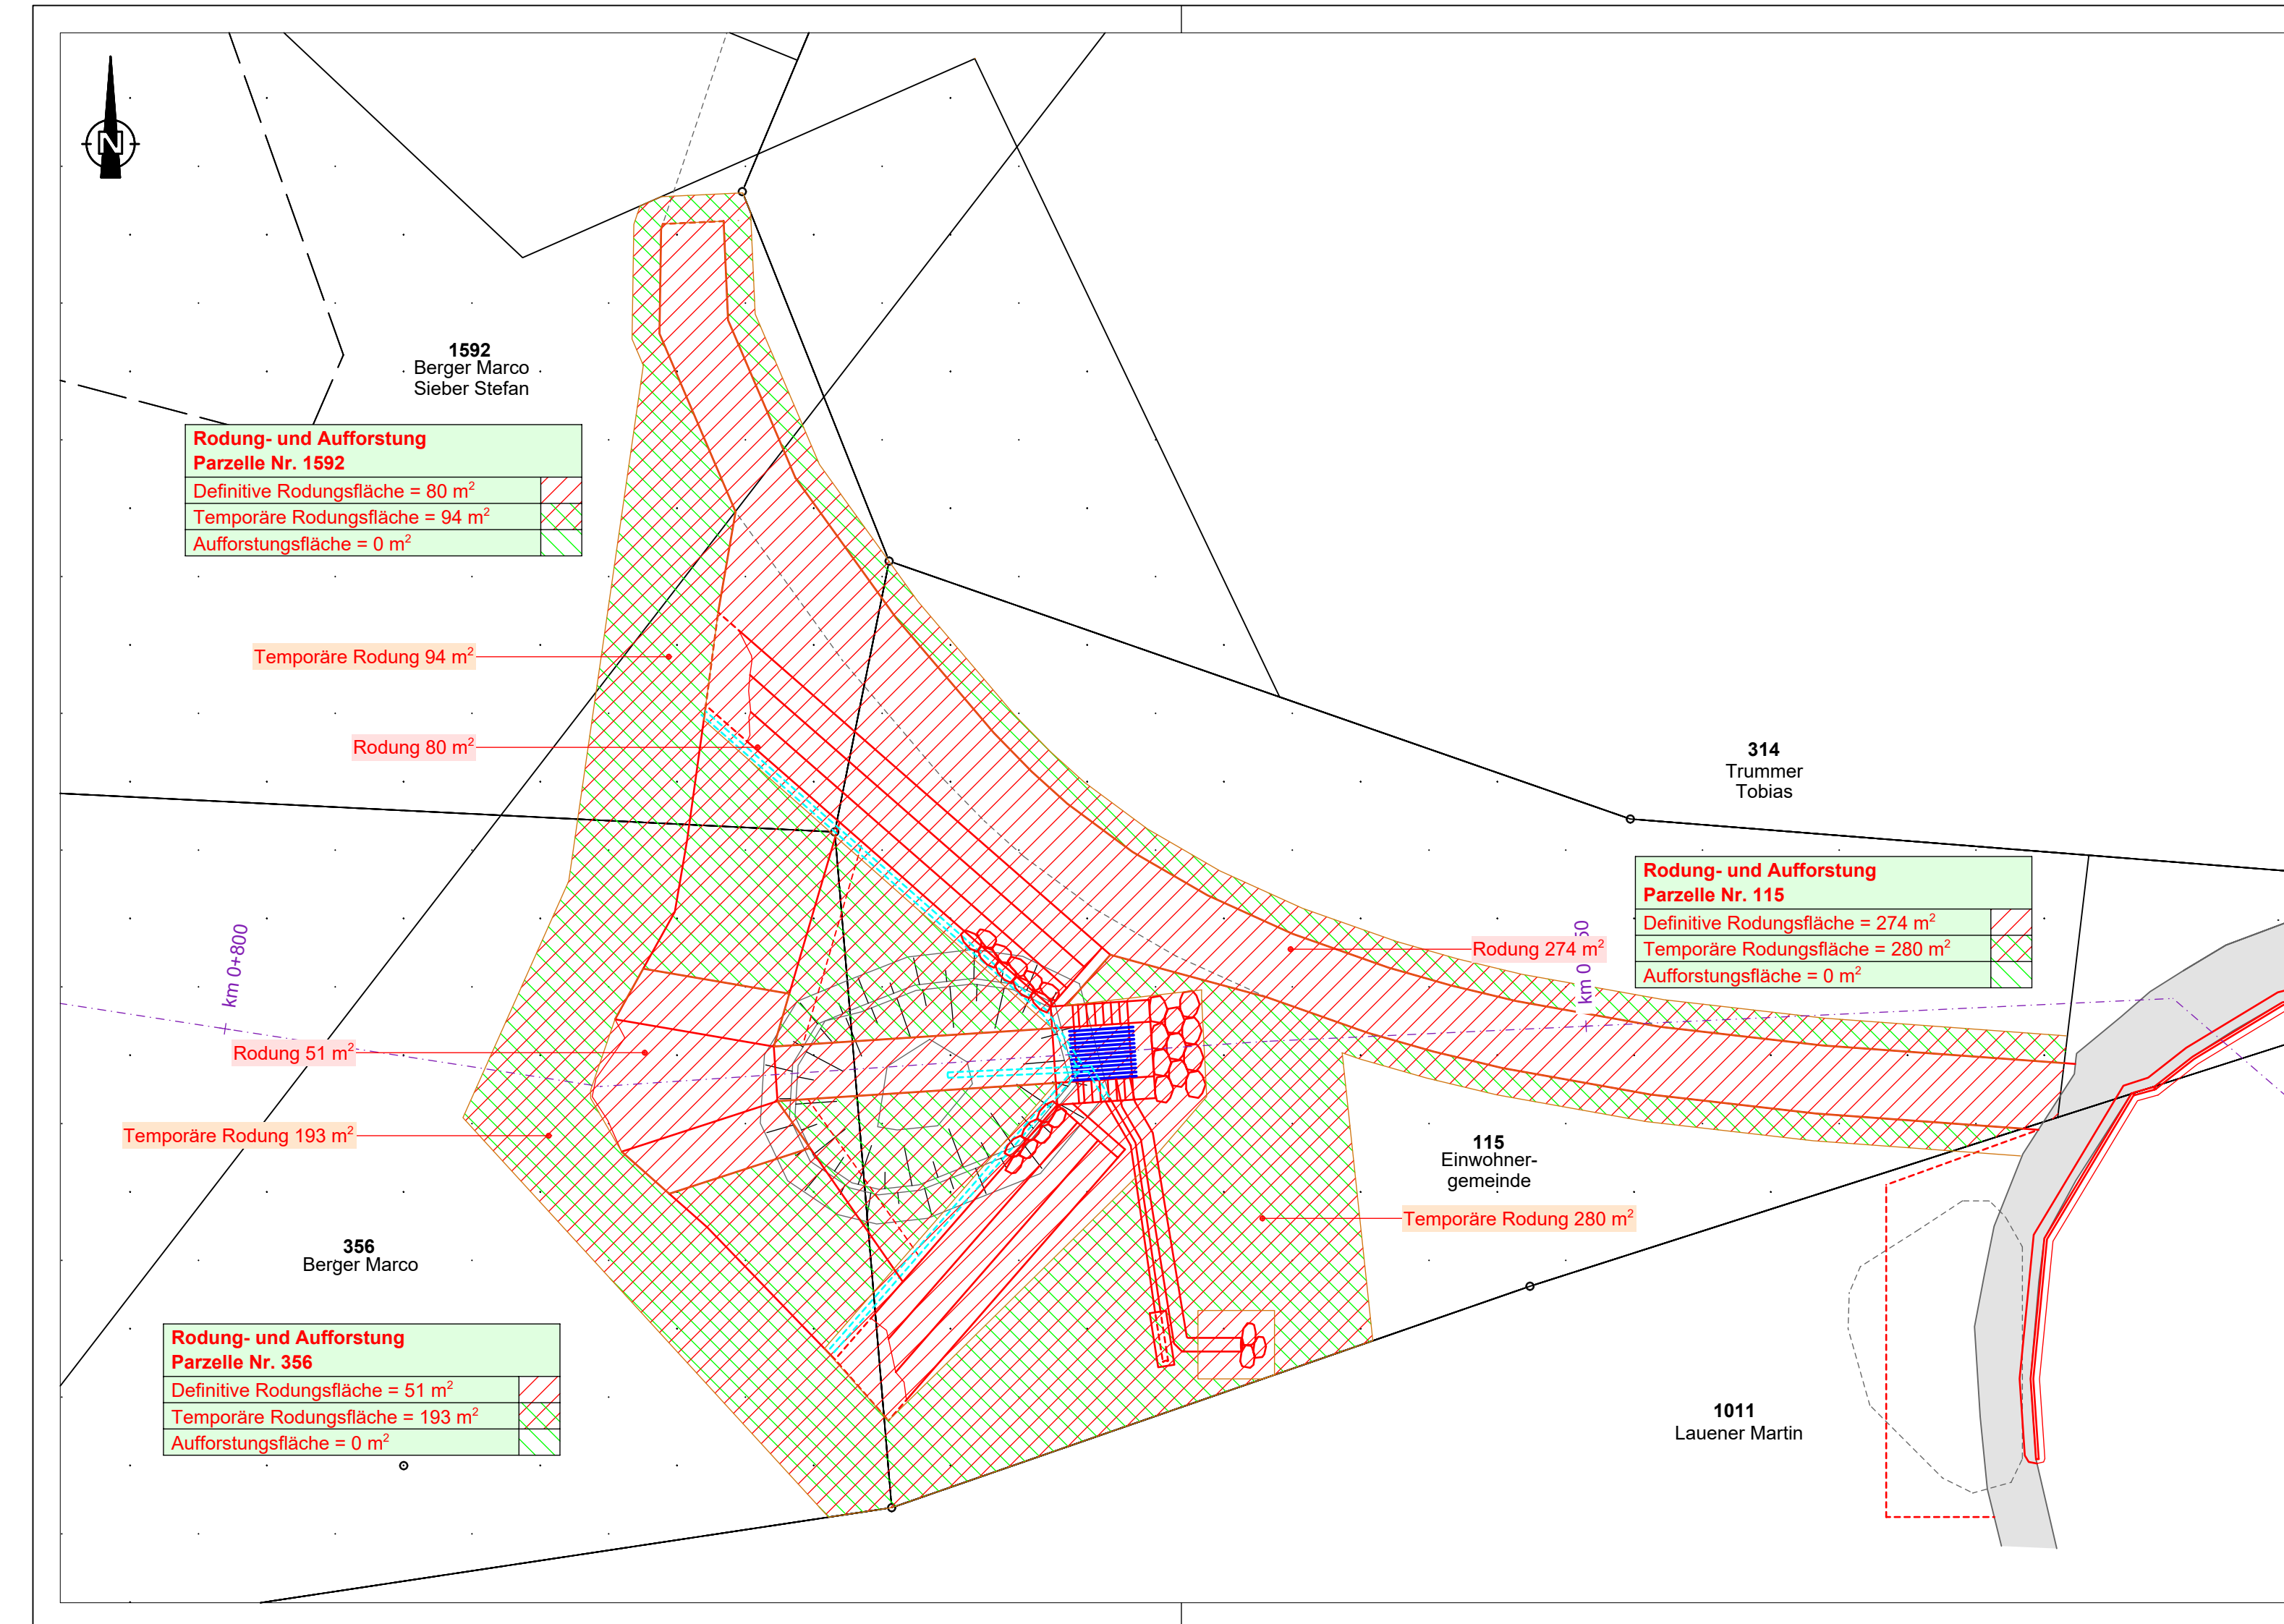 N
1592
Berger Marco
Sieber Stefan
Rodung- und Aufforstung
Parzelle Nr. 1592
Definitive Rodungsfläche = 80 m²
Temporäre Rodungsfläche = 94 m²
Aufforstungsfläche = 0 m²
Temporäre Rodung 94 m²
Rodung 80 m²
314
Trummer
Tobias
Rodung- und Aufforstung
Parzelle Nr. 115
Definitive Rodungsfläche = 274 m²
Temporäre Rodungsfläche = 280 m²
Aufforstungsfläche = 0 m²
km 0+800
Rodung 274 m²
km 0
50
Rodung 51 m²
Temporäre Rodung 193 m²
115
Einwohner-
gemeinde
Temporäre Rodung 280 m²
356
Berger Marco
Rodung- und Aufforstung
Parzelle Nr. 356
Definitive Rodungsfläche = 51 m²
Temporäre Rodungsfläche = 193 m²
Aufforstungsfläche = 0 m²
1011
Lauener Martin